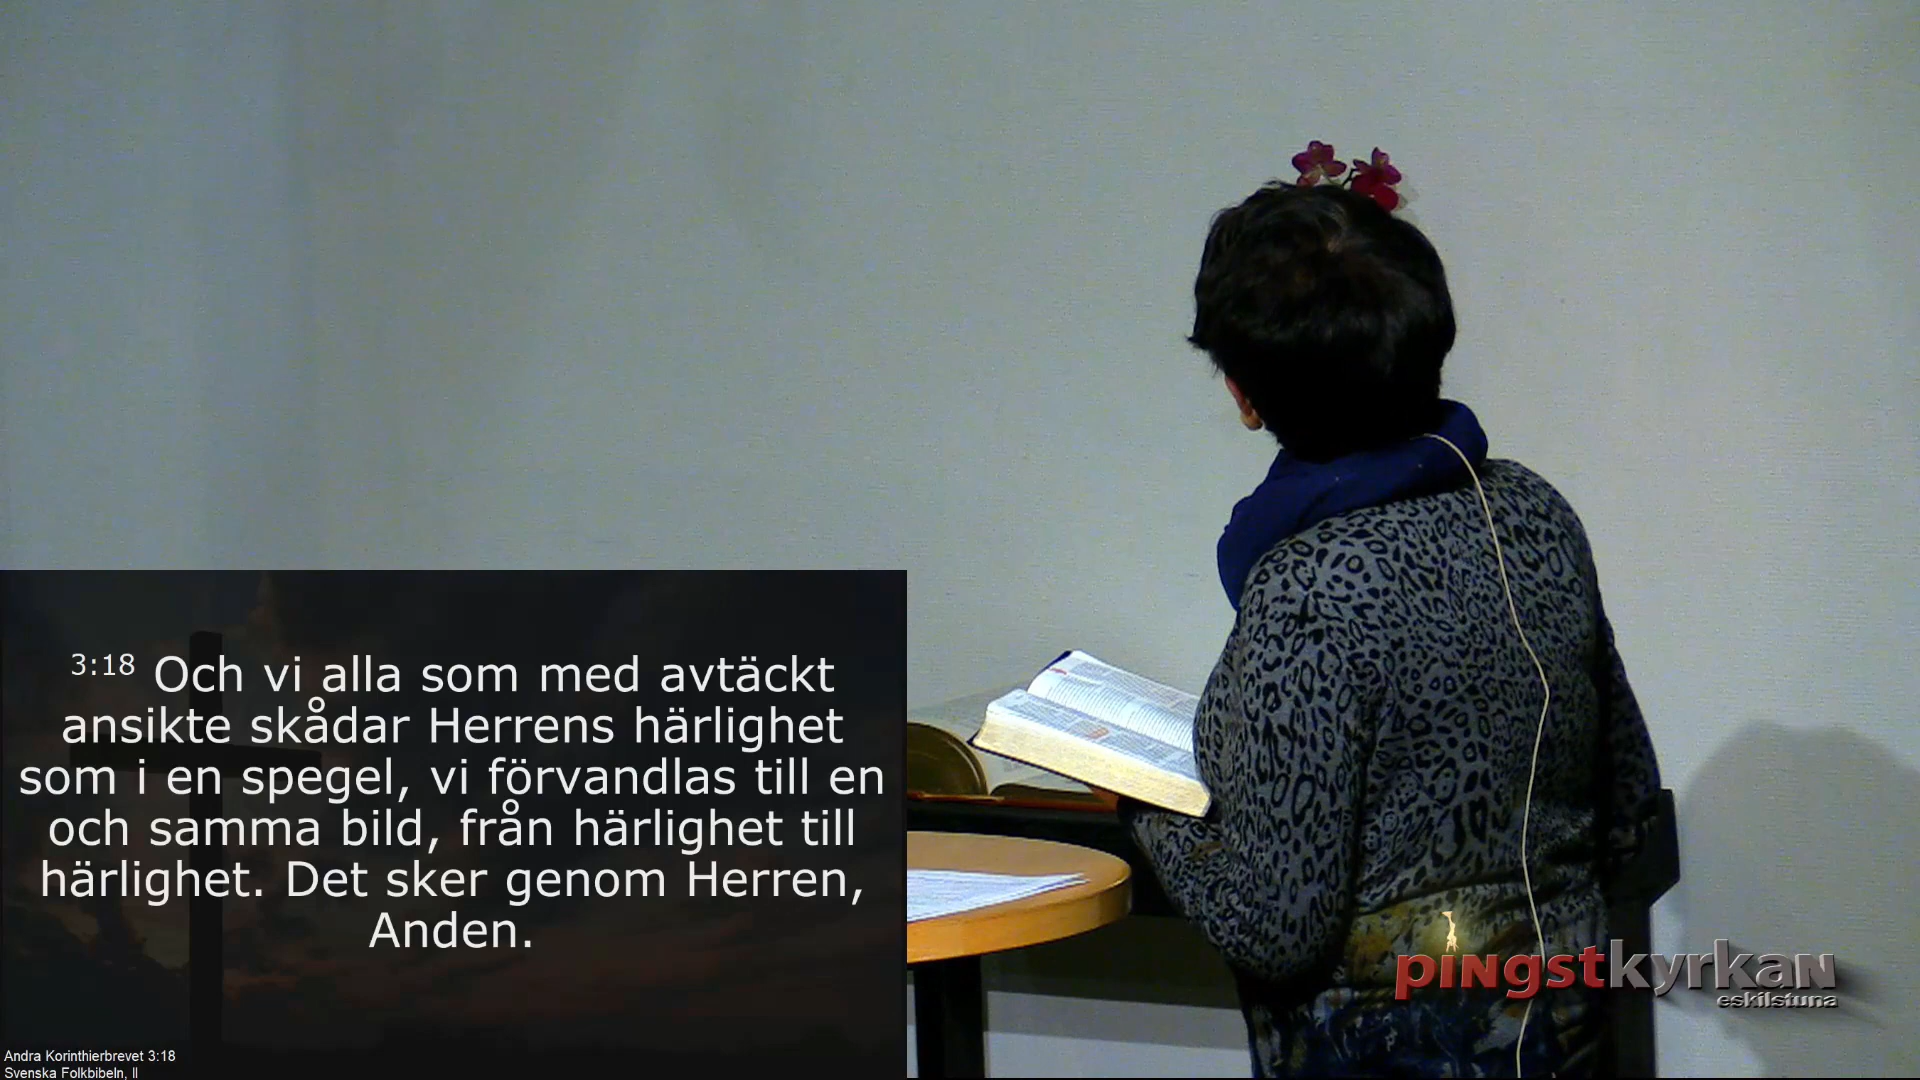 3:18 Och vi alla som med avtäckt
ansikte skådar Herrens härlighet
som i en spegel, vi förvandlas till en
och samma bild, från härlighet till
härlighet. Det sker genom Herren,
Anden.
Andra Korinthierbrevet 3:18
Svenska Folkbibeln, ll
pingstkyrkan
eskilstuna